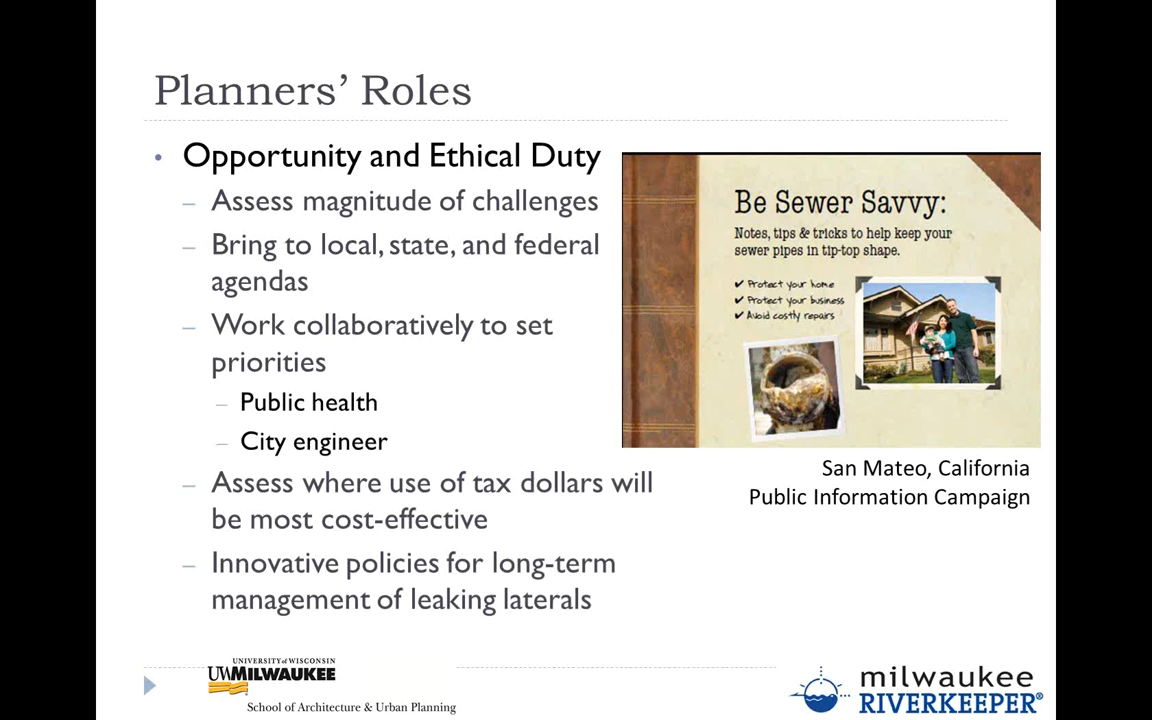 Planners’ Roles
• Opportunity and Ethical Duty
– Assess magnitude of challenges
– Bring to local, state, and federal
agendas
– Work collaboratively to set
priorities
– Public health
– City engineer
– Assess where use of tax dollars will
be most cost-effective
– Innovative policies for long-term
management of leaking laterals
Be Sewer Savvy:
Notes, tips & tricks to help keep your
sewer pipes in tip-top shape.
✔ Protect your home
✔ Protect your business
✔ Avoid costly repairs
San Mateo, California
Public Information Campaign
UNIVERSITY of WISCONSIN
UWMILWAUKEE
School of Architecture & Urban Planning
milwaukee
RIVERKEEPER®